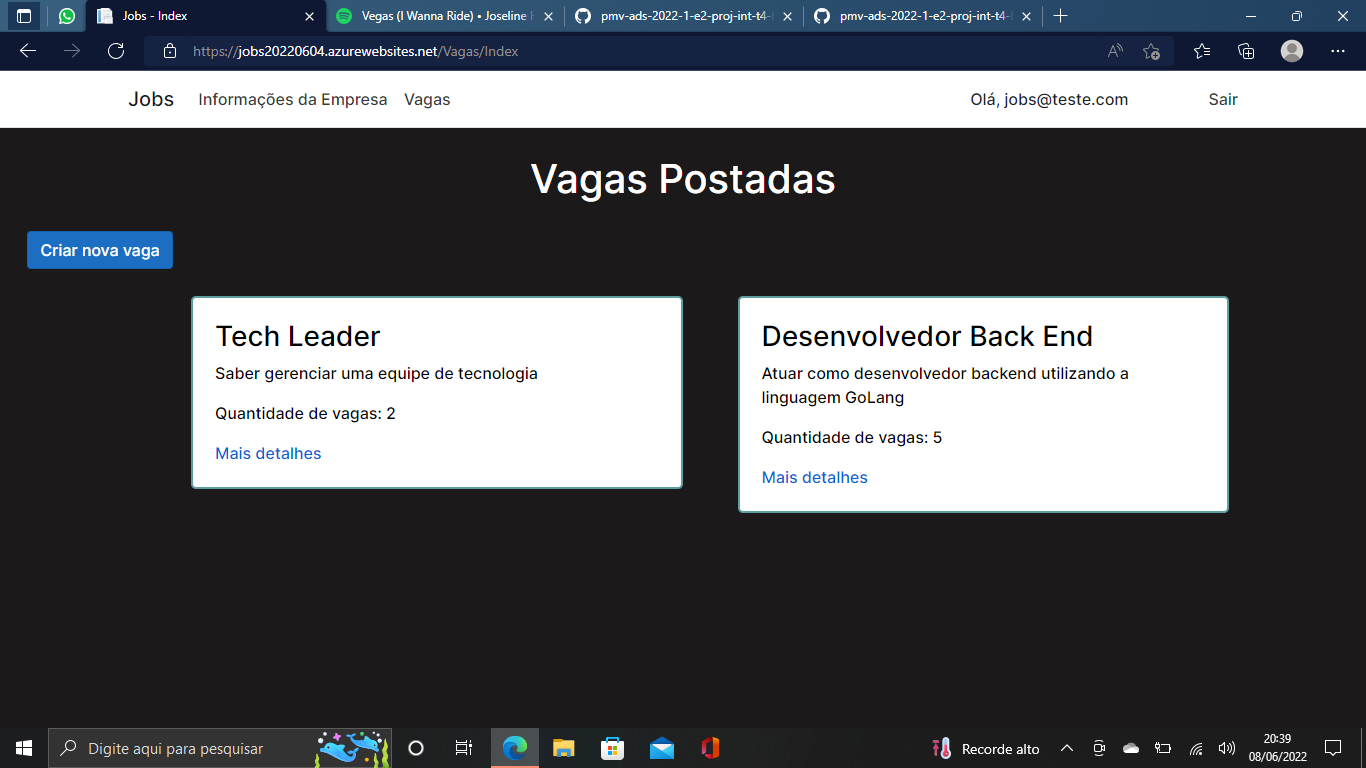 Jobs - Index
Vegas (I Wanna Ride) • Joseline
pmv-ads-2022-1-e2-proj-int-t4-
pmv-ads-2022-1-e2-proj-int-t4-
https://jobs20220604.azurewebsites.net/Vagas/Index
Jobs Informações da Empresa Vagas Olá, jobs@teste.com Sair
Vagas Postadas
Criar nova vaga
Tech Leader
Saber gerenciar uma equipe de tecnologia
Quantidade de vagas: 2
Mais detalhes
Desenvolvedor Back End
Atuar como desenvolvedor backend utilizando a
linguagem GoLang
Quantidade de vagas: 5
Mais detalhes
Digite aqui para pesquisar
Recorde alto
20:39
08/06/2022